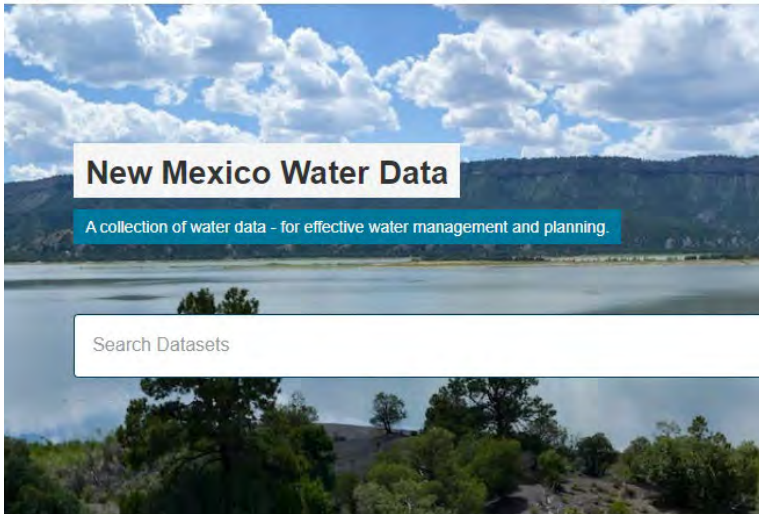 New Mexico Water Data
A collection of water data - for effective water management and planning.
Search Datasets